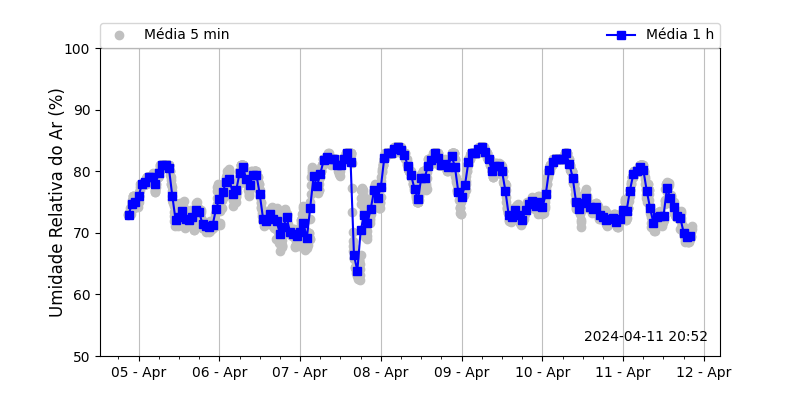 Média 5 min
Média 1 h
Umidade Relativa do Ar (%)
100
90
80
70
60
50
2024-04-11 20:52
05 - Apr
06 - Apr
07 - Apr
08 - Apr
09 - Apr
10 - Apr
11 - Apr
12 - Apr